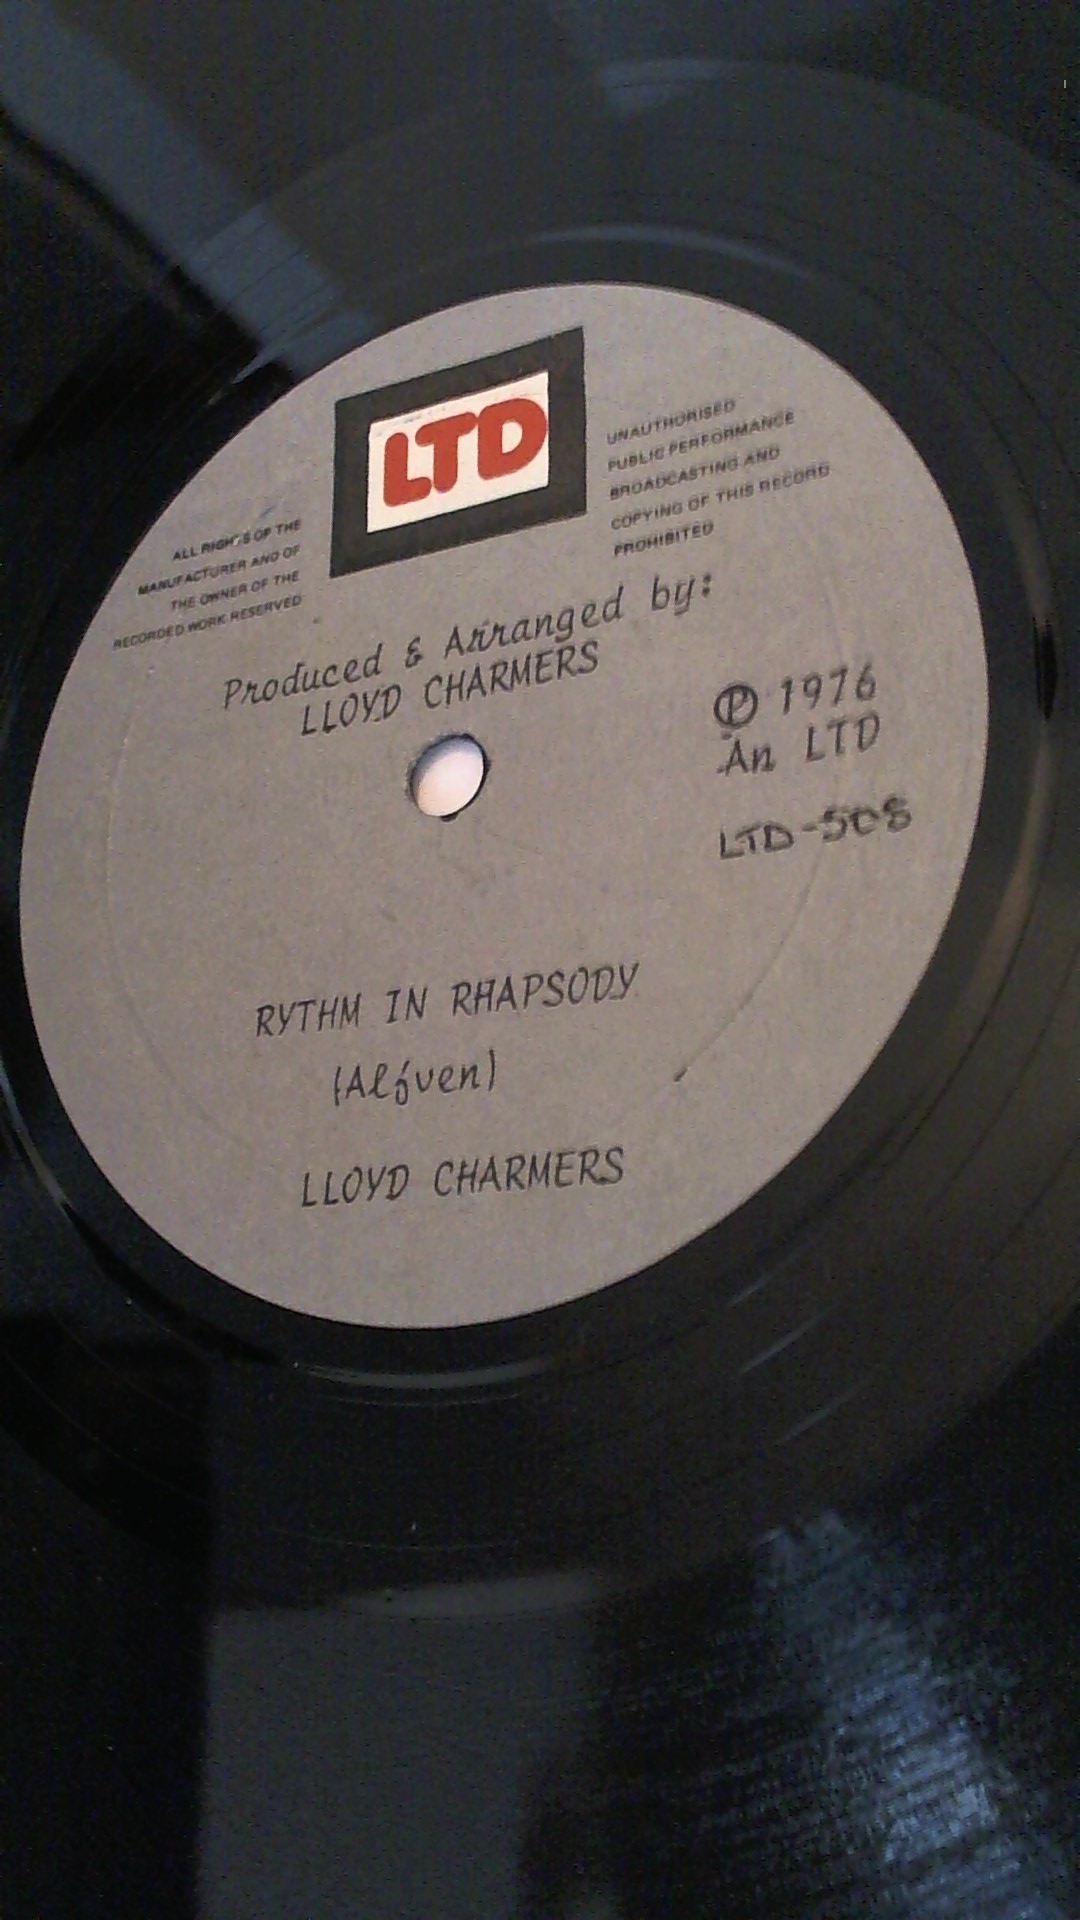 LTD
UNAUTHORISED
PUBLIC PERFORMANCE
BROADCASTING AND
COPYING OF THIS RECORD
PROHIBITED
ALL RIGHTS OF THE
MANUFACTURER AND OF
THE OWNER OF THE
RECORDED WORK RESERVED
Produced & Arranged by:
LLOYD CHARMERS
Ⓟ 1976
An LTD
LTD-508
RYTHM IN RHAPSODY
(Alfven)
LLOYD CHARMERS